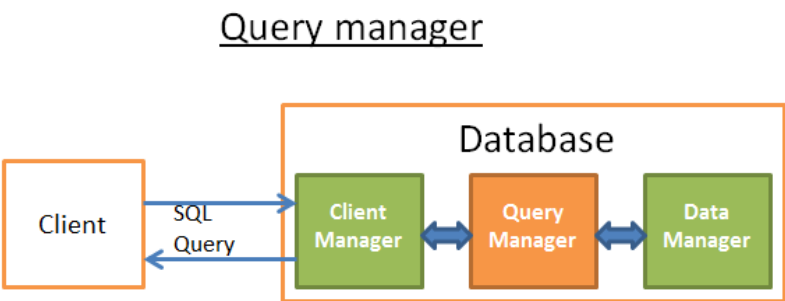 Query manager
Database
Client
SQL
Query
Client
Manager
Query
Manager
Data
Manager